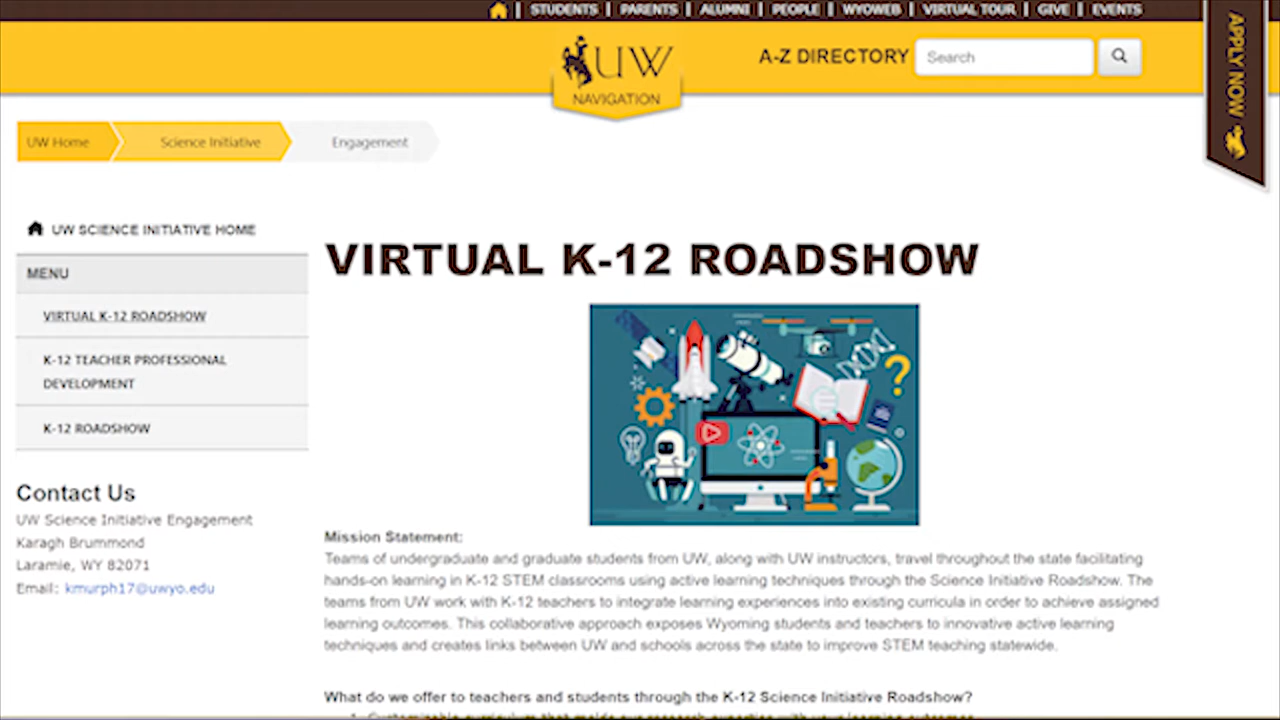 STUDENTS | PARENTS | ALUMNI | PEOPLE | WYOWEB | VIRTUAL TOUR | GIVE | EVENTS
APPLY NOW
UW
NAVIGATION
A-Z DIRECTORY Search
UW Home Science Initiative Engagement
UW SCIENCE INITIATIVE HOME
MENU
VIRTUAL K-12 ROADSHOW
K-12 TEACHER PROFESSIONAL
DEVELOPMENT
K-12 ROADSHOW
Contact Us
UW Science Initiative Engagement
Karagh Brummond
Laramie, WY 82071
Email: kmurph17@uwyo.edu
VIRTUAL K-12 ROADSHOW
Mission Statement:
Teams of undergraduate and graduate students from UW, along with UW instructors, travel throughout the state facilitating
hands-on learning in K-12 STEM classrooms using active learning techniques through the Science Initiative Roadshow. The
teams from UW work with K-12 teachers to integrate learning experiences into existing curricula in order to achieve assigned
learning outcomes. This collaborative approach exposes Wyoming students and teachers to innovative active learning
techniques and creates links between UW and schools across the state to improve STEM teaching statewide.
What do we offer to teachers and students through the K-12 Science Initiative Roadshow?